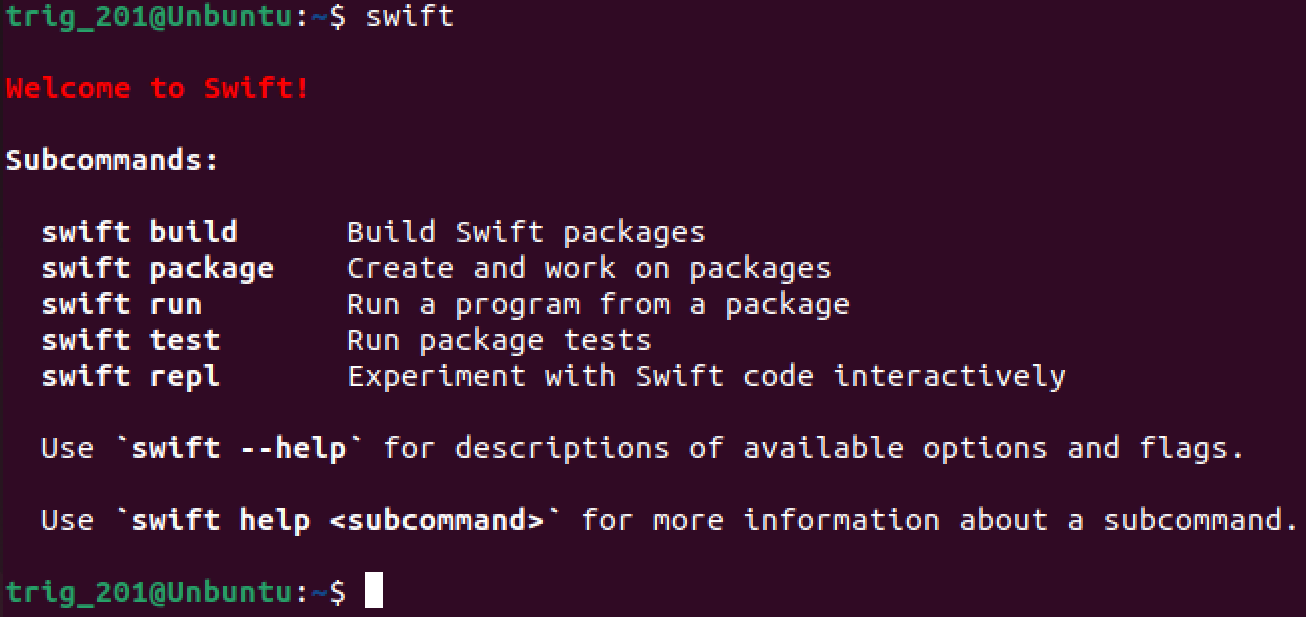 trig_201@Unbuntu:~$ swift
Welcome to Swift!
Subcommands:
swift build      Build Swift packages
swift package    Create and work on packages
swift run        Run a program from a package
swift test       Run package tests
swift repl       Experiment with Swift code interactively
Use `swift --help` for descriptions of available options and flags.
Use `swift help <subcommand>` for more information about a subcommand.
trig_201@Unbuntu:~$